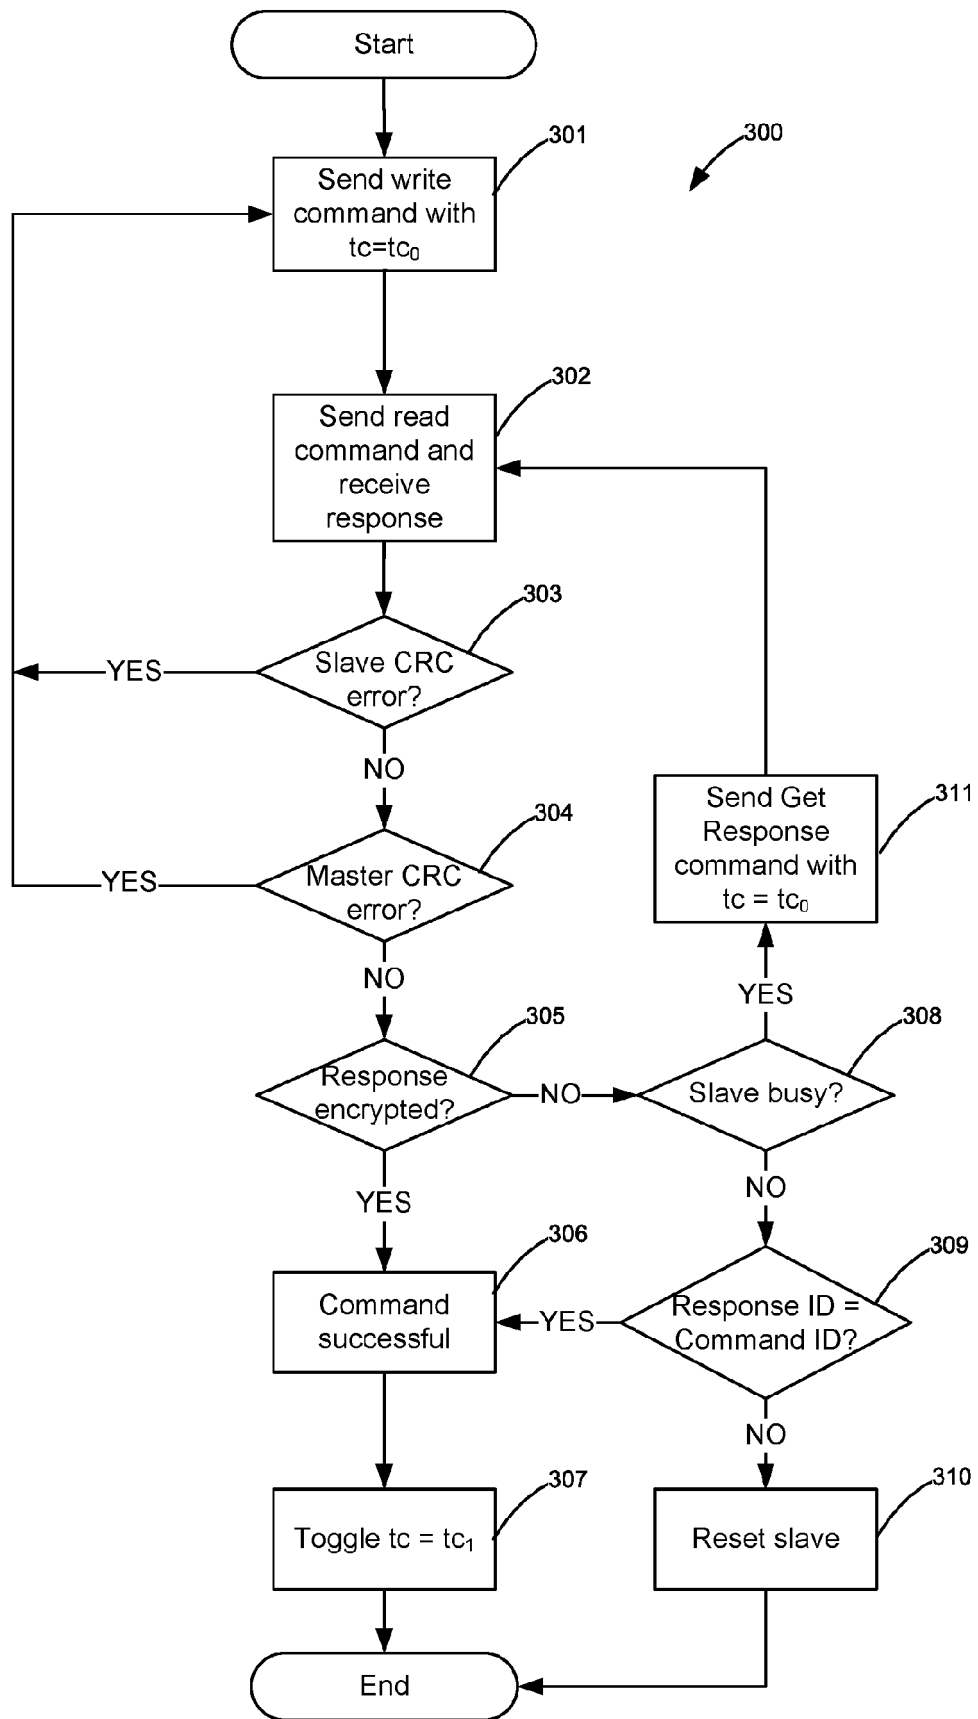 Start
301
300
Send write
command with
tc=tc₀
302
Send read
command and
receive
response
303
Slave CRC
error?
YES
NO
304
Master CRC
error?
YES
NO
311
Send Get
Response
command with
tc = tc₀
YES
305
Response
encrypted?
NO
308
Slave busy?
YES
NO
306
Command
successful
YES
309
Response ID =
Command ID?
NO
307
Toggle tc = tc₁
310
Reset slave
End